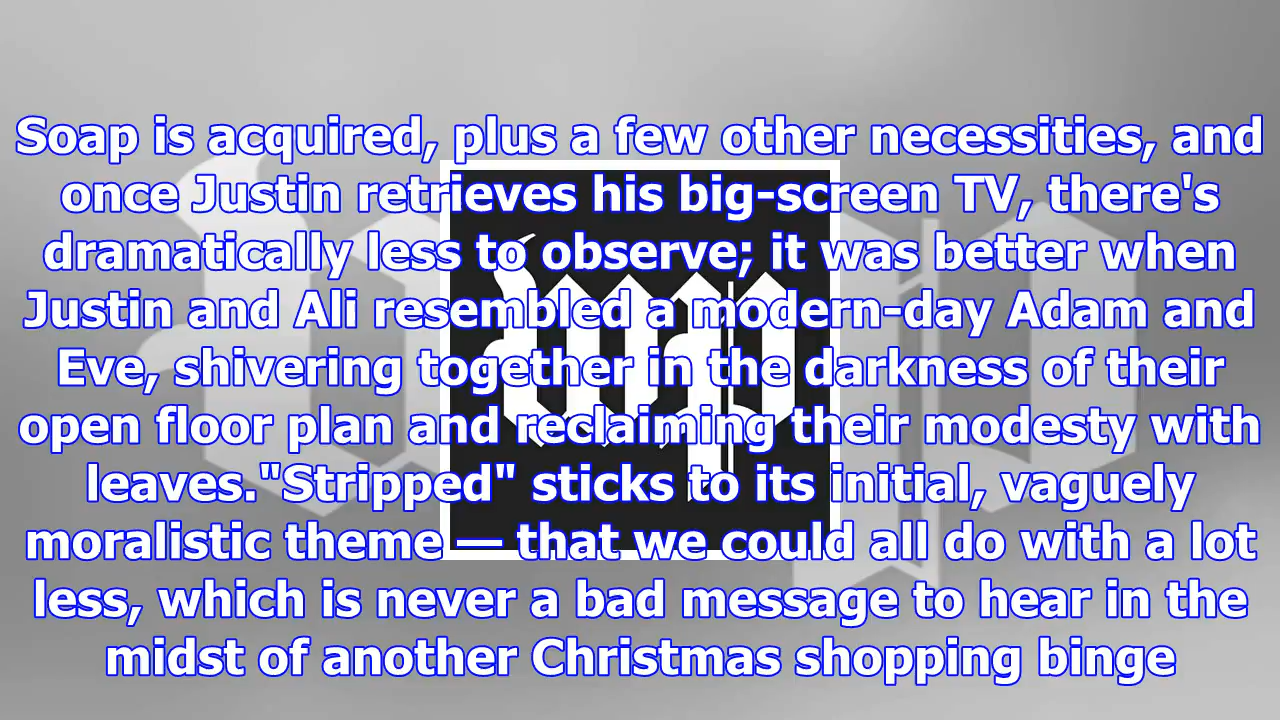 Soap is acquired, plus a few other necessities, and
once Justin retrieves his big-screen TV, there's
dramatically less to observe; it was better when
Justin and Ali resembled a modern-day Adam and
Eve, shivering together in the darkness of their
open floor plan and reclaiming their modesty with
leaves."Stripped" sticks to its initial, vaguely
moralistic theme — that we could all do with a lot
less, which is never a bad message to hear in the
midst of another Christmas shopping binge
wp